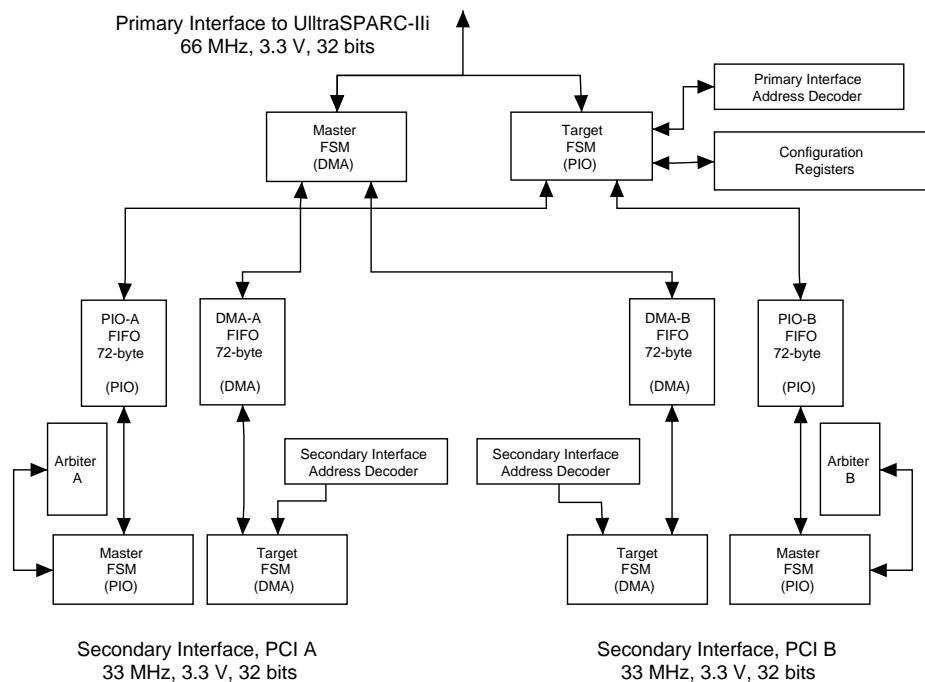 Primary Interface to UlltraSPARC-IIi
66 MHz, 3.3 V, 32 bits
Primary Interface
Address Decoder
Master
FSM
(DMA)
Target
FSM
(PIO)
Configuration
Registers
PIO-A
FIFO
72-byte
(PIO)
DMA-A
FIFO
72-byte
(DMA)
DMA-B
FIFO
72-byte
(DMA)
PIO-B
FIFO
72-byte
(PIO)
Arbiter
A
Secondary Interface
Address Decoder
Secondary Interface
Address Decoder
Arbiter
B
Master
FSM
(PIO)
Target
FSM
(DMA)
Target
FSM
(DMA)
Master
FSM
(PIO)
Secondary Interface, PCI A
33 MHz, 3.3 V, 32 bits
Secondary Interface, PCI B
33 MHz, 3.3 V, 32 bits